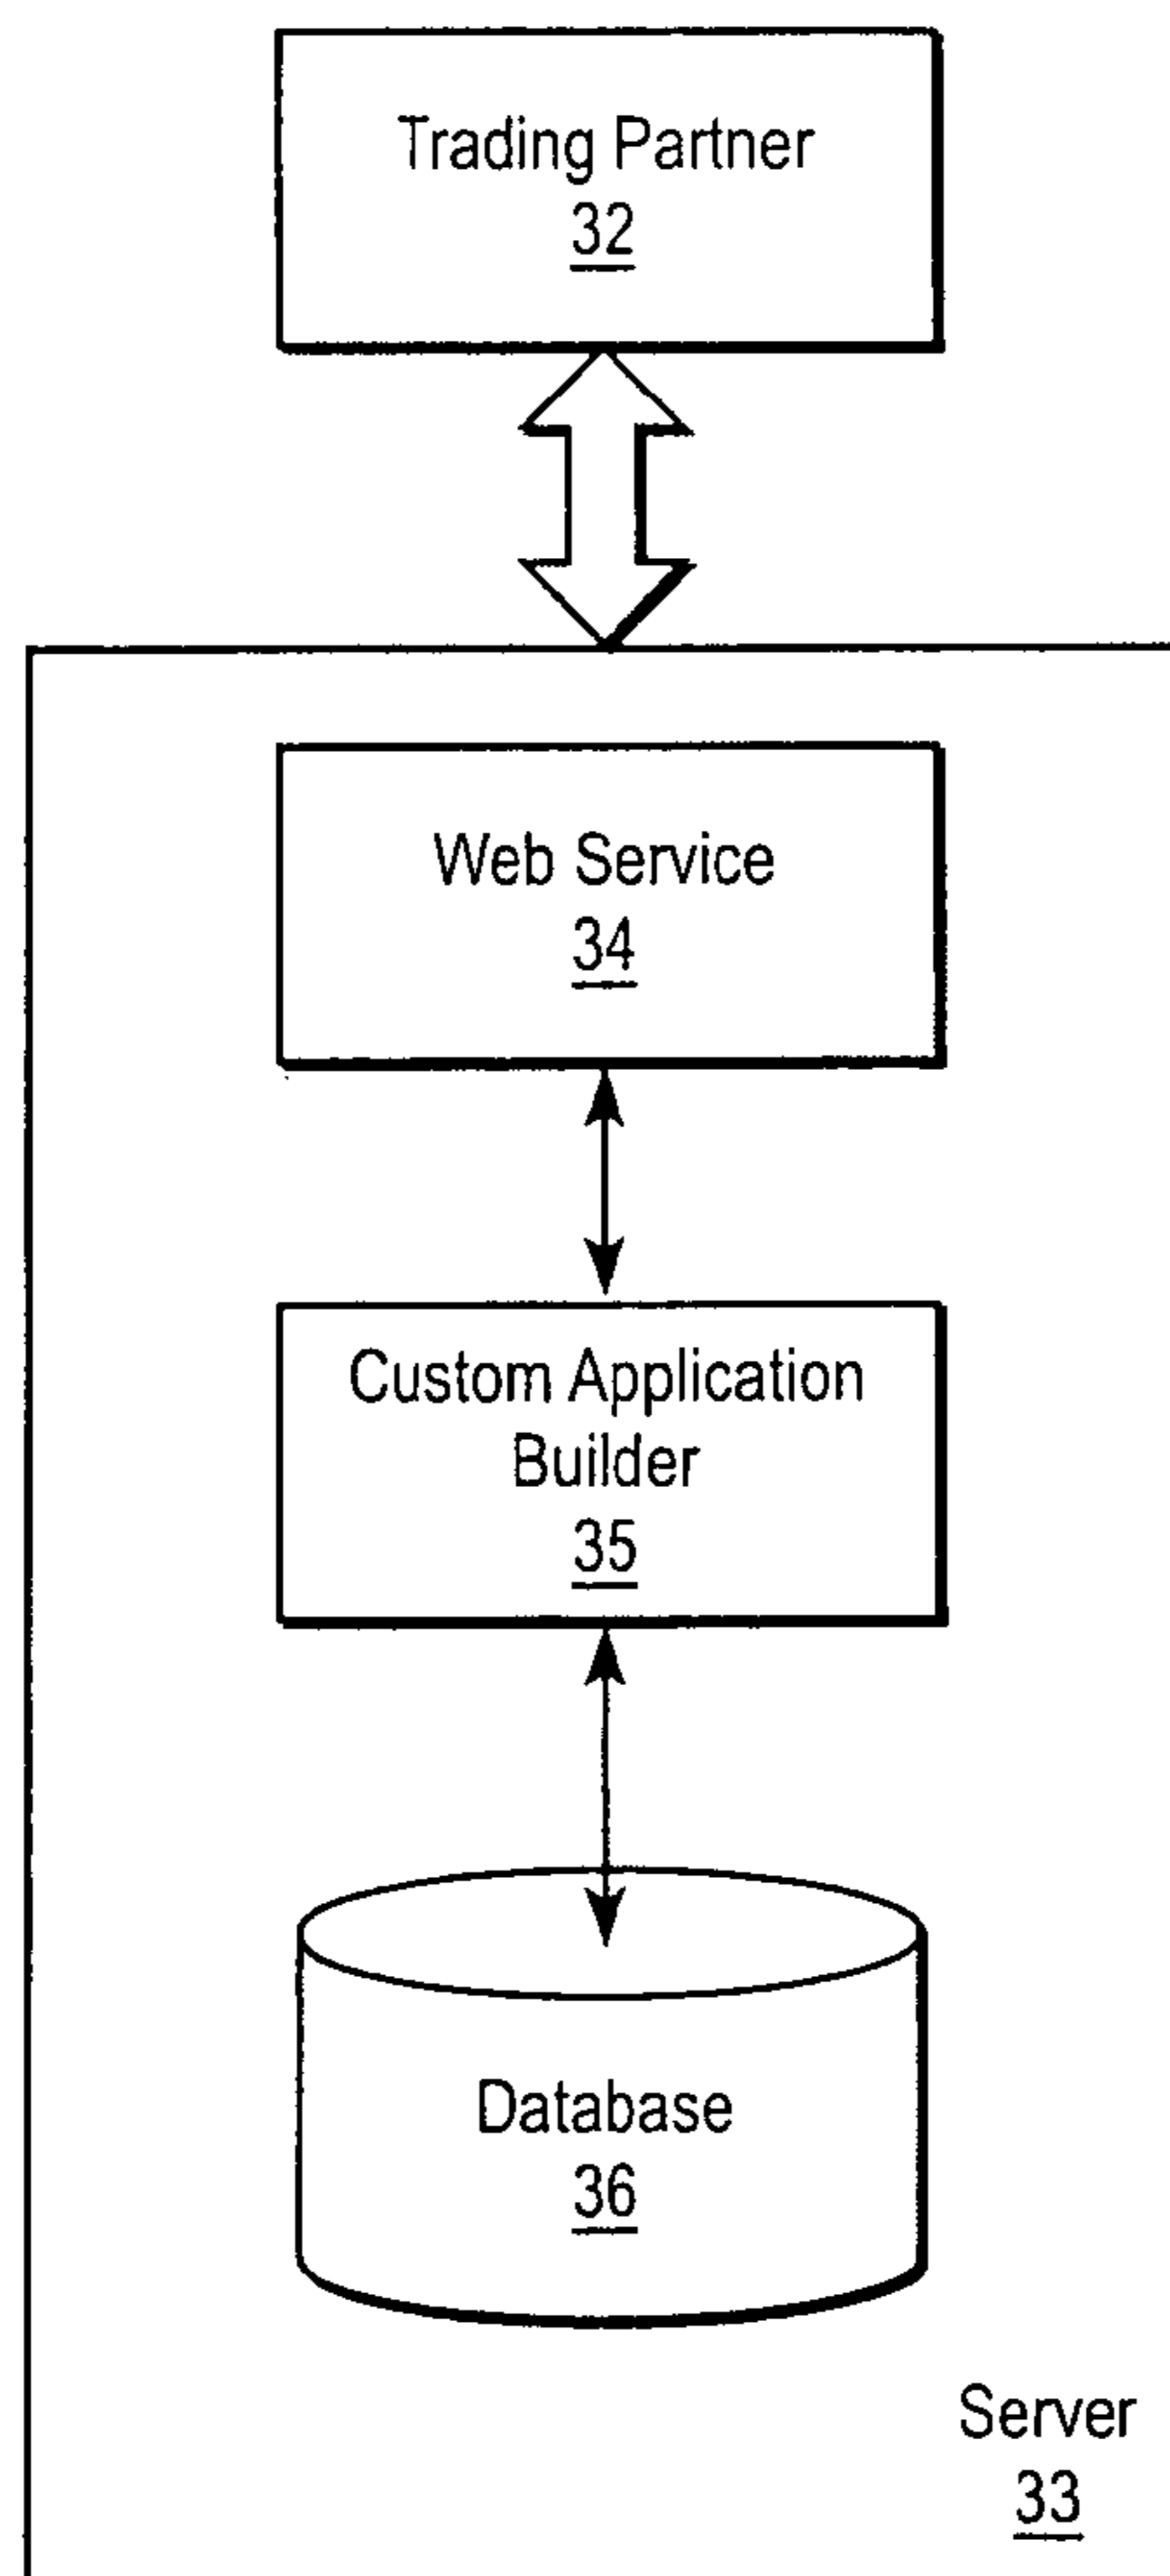 Trading Partner
32
Web Service
34
Custom Application
Builder
35
Database
36
Server
33